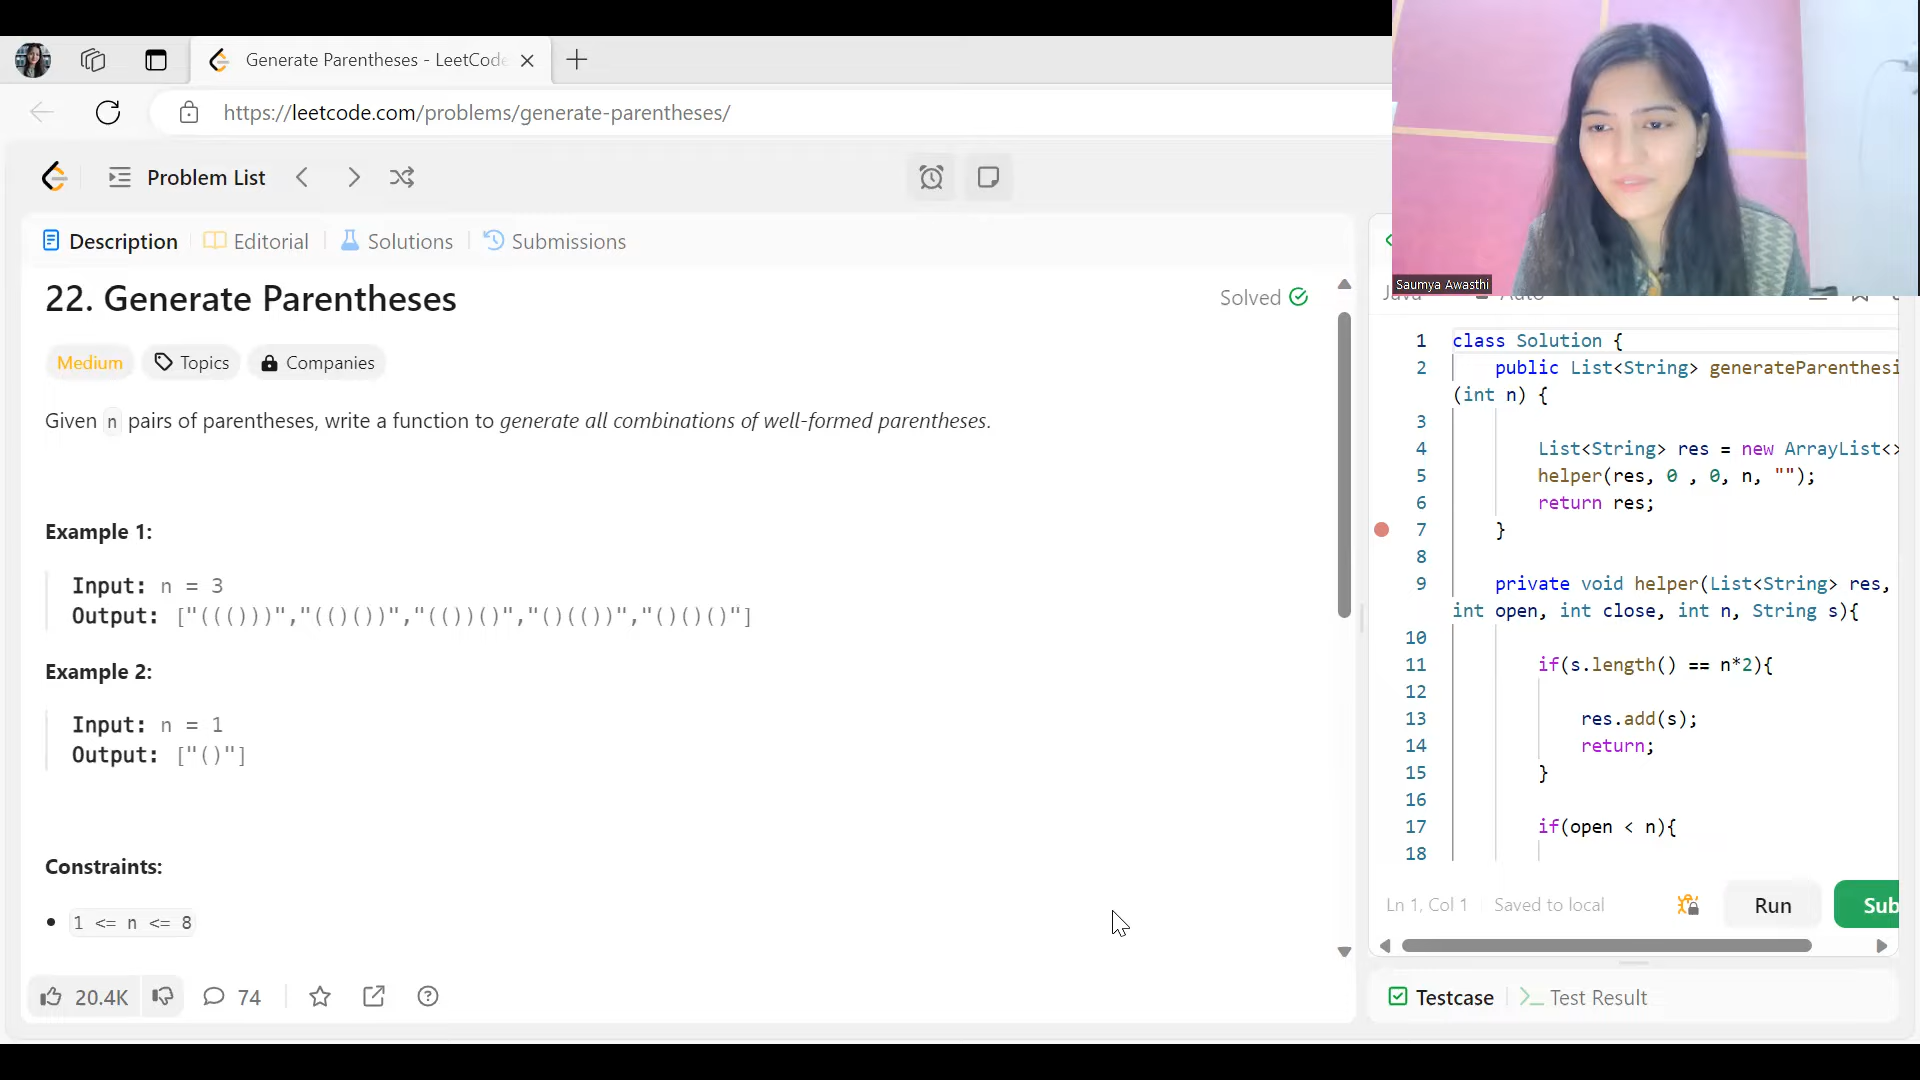 Generate Parentheses - LeetCode
https://leetcode.com/problems/generate-parentheses/
Problem List
Description
Editorial
Solutions
Submissions
22. Generate Parentheses
Solved
Medium
Topics
Companies
Given n pairs of parentheses, write a function to generate all combinations of well-formed parentheses.
Example 1:
Input: n = 3
Output: ["((()))","(()())","(())()","()(())","()()()"]
Example 2:
Input: n = 1
Output: ["()"]
Constraints:
1 <= n <= 8
20.4K
74
Saumya Awasthi
Java
Auto
1 class Solution {
2 public List<String> generateParenthesi
(int n) {
3
4 List<String> res = new ArrayList<>
5 helper(res, 0 , 0, n, "");
6 return res;
7 }
8
9 private void helper(List<String> res,
int open, int close, int n, String s){
10
11 if(s.length() == n*2){
12
13 res.add(s);
14 return;
15 }
16
17 if(open < n){
18
Ln 1, Col 1
Saved to local
Run
Sub
Testcase
Test Result